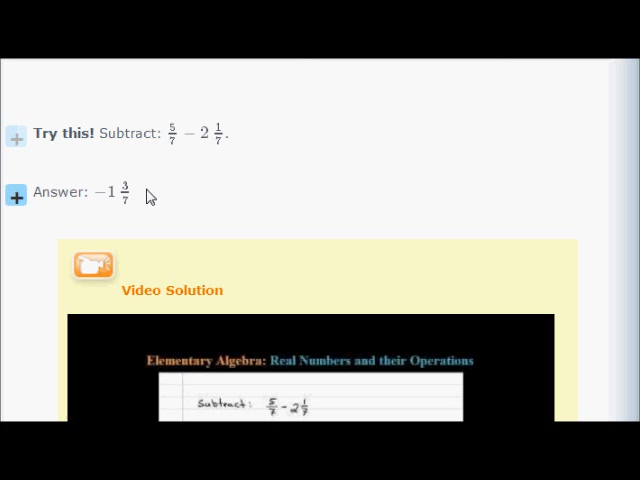 Try this! Subtract: 5/7 − 2 1/7.
Answer: −1 3/7
Video Solution
Elementary Algebra: Real Numbers and their Operations
Subtract: 5/7 - 2 1/7